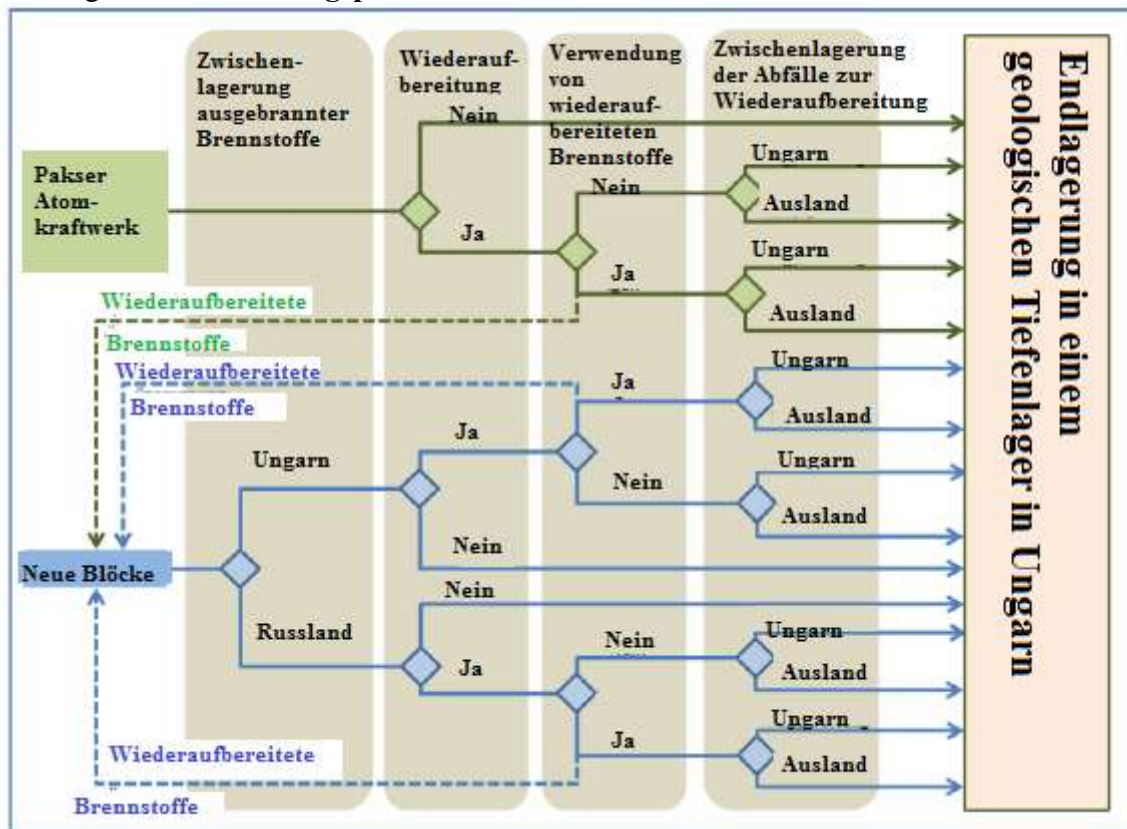 Zwischen-
lagerung
ausgebrannter
Brennstoffe
Wiederauf-
bereitung
Verwendung
von
wiederauf-
bereiteten
Brennstoffe
Zwischenlagerung
der Abfälle zur
Wiederaufbereitung
Endlagerung in einem
geologischen Tiefenlager in Ungarn
Pakser
Atom-
kraftwerk
Nein
Ja
Nein
Ja
Ungarn
Ausland
Ungarn
Ausland
Wiederaufbereitete
Brennstoffe
Wiederaufbereitete
Brennstoffe
Neue Blöcke
Ungarn
Ja
Nein
Ja
Nein
Ungarn
Ausland
Ungarn
Ausland
Russland
Nein
Ja
Nein
Ja
Ungarn
Ausland
Ungarn
Ausland
Wiederaufbereitete
Brennstoffe